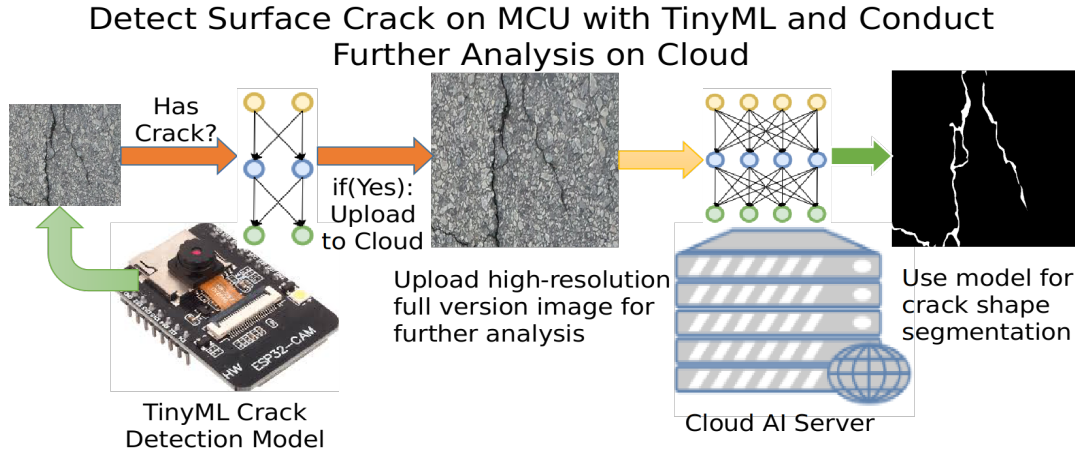 Detect Surface Crack on MCU with TinyML and Conduct
Further Analysis on Cloud
Has
Crack?
if(Yes):
Upload
to Cloud
Upload high-resolution
full version image for
further analysis
Use model for
crack shape
segmentation
HW ESP32-CAM
TinyML Crack
Detection Model
Cloud AI Server